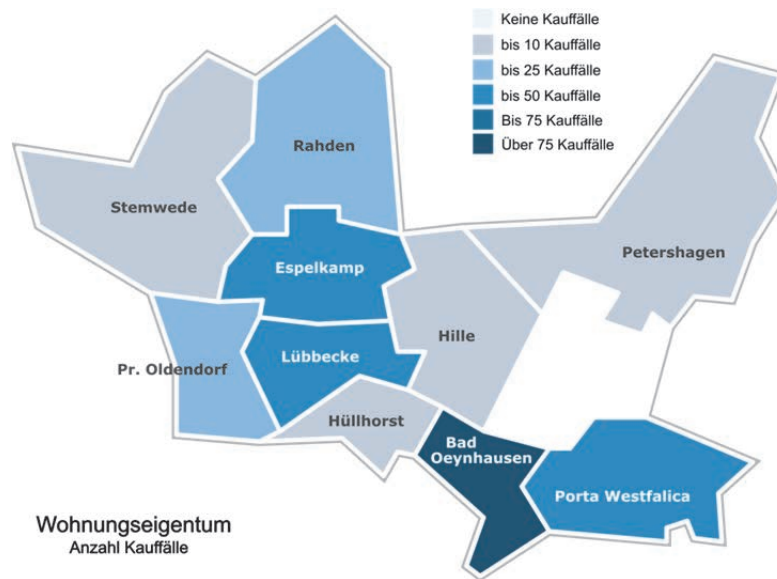 Keine Kauffälle
bis 10 Kauffälle
bis 25 Kauffälle
bis 50 Kauffälle
Bis 75 Kauffälle
Über 75 Kauffälle
Rahden
Stemwede
Petershagen
Espelkamp
Hille
Lübbecke
Pr. Oldendorf
Hüllhorst
Bad
Oeynhausen
Porta Westfalica
Wohnungseigentum
Anzahl Kauffälle